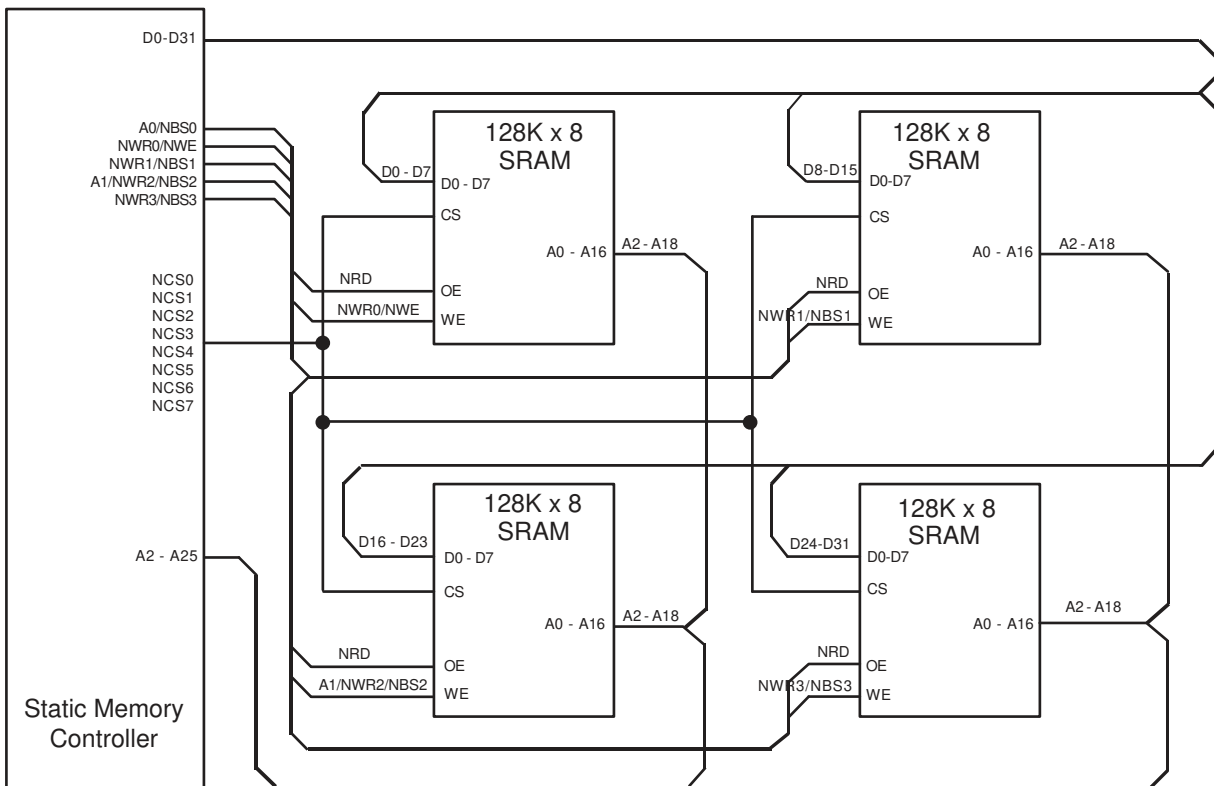 D0-D31
A0/NBS0
NWR0/NWE
NWR1/NBS1
A1/NWR2/NBS2
NWR3/NBS3
NCS0
NCS1
NCS2
NCS3
NCS4
NCS5
NCS6
NCS7
A2 - A25
Static Memory
Controller
128K x 8
SRAM
D0 - D7
D0 - D7
CS
A0 - A16
A2 - A18
NRD
OE
NWR0/NWE
WE
128K x 8
SRAM
D8-D15
D0-D7
CS
A0 - A16
A2 - A18
NRD
OE
NWR1/NBS1
WE
128K x 8
SRAM
D16 - D23
D0 - D7
CS
A0 - A16
A2 - A18
NRD
OE
A1/NWR2/NBS2
WE
128K x 8
SRAM
D24-D31
D0-D7
CS
A0 - A16
A2 - A18
NRD
OE
NWR3/NBS3
WE